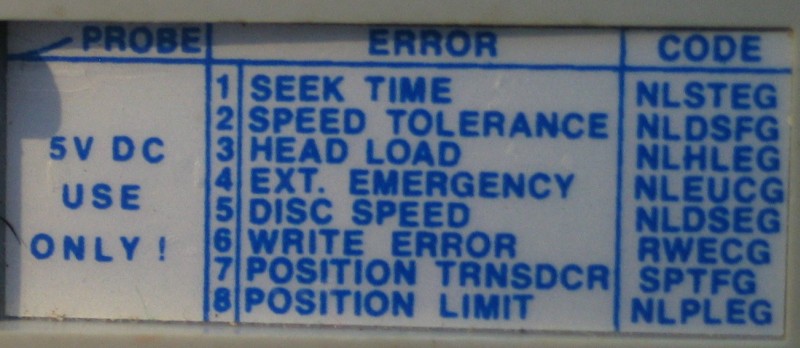 PROBE ERROR CODE
1 SEEK TIME NLSTEG
2 SPEED TOLERANCE NLDSFG
5V DC 3 HEAD LOAD NLHLEG
USE 4 EXT. EMERGENCY NLEUCG
5 DISC SPEED NLDSEG
ONLY! 6 WRITE ERROR RWECG
7 POSITION TRNSDCR SPTFG
8 POSITION LIMIT NLPLEG